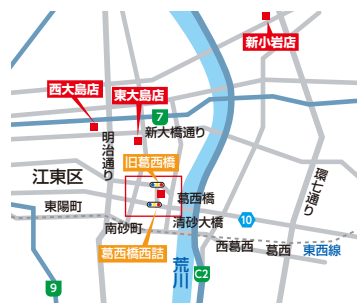 新小岩店
西大島店
東大島店
7
新大橋通り
明治通り
旧葛西橋
江東区
葛西橋
環七通り
東陽町
清砂大橋
10
南砂町
葛西橋西詰
西葛西
葛西
東西線
荒川
C2
9